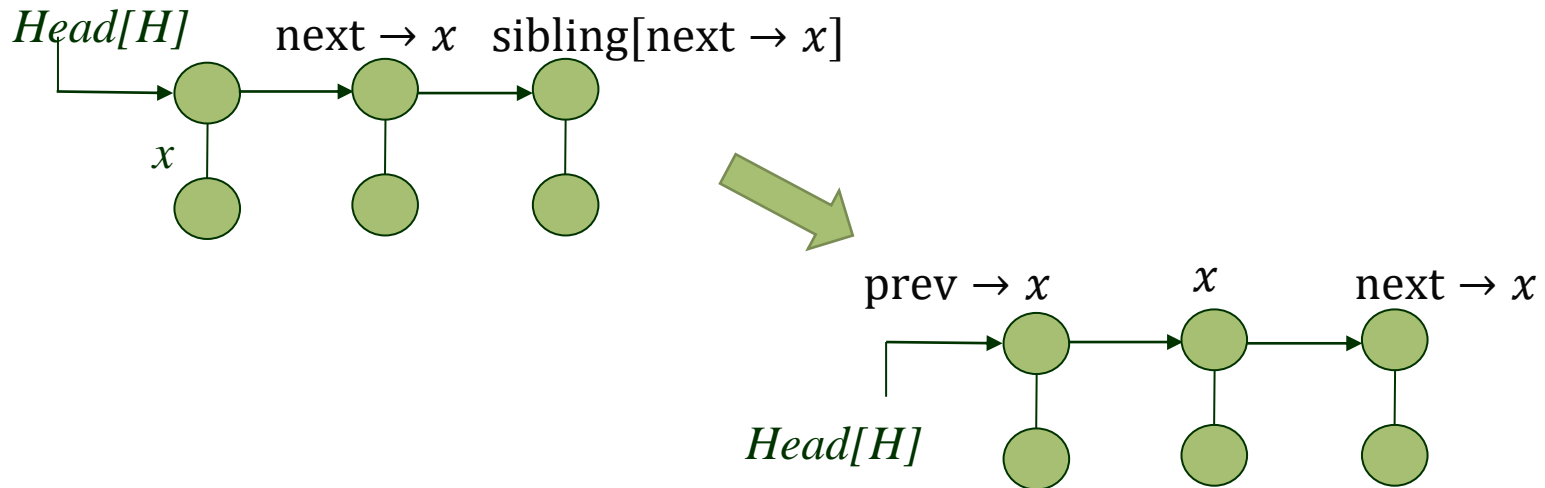 Head[H] next → x sibling[next → x]
x
prev → x x next → x
Head[H]